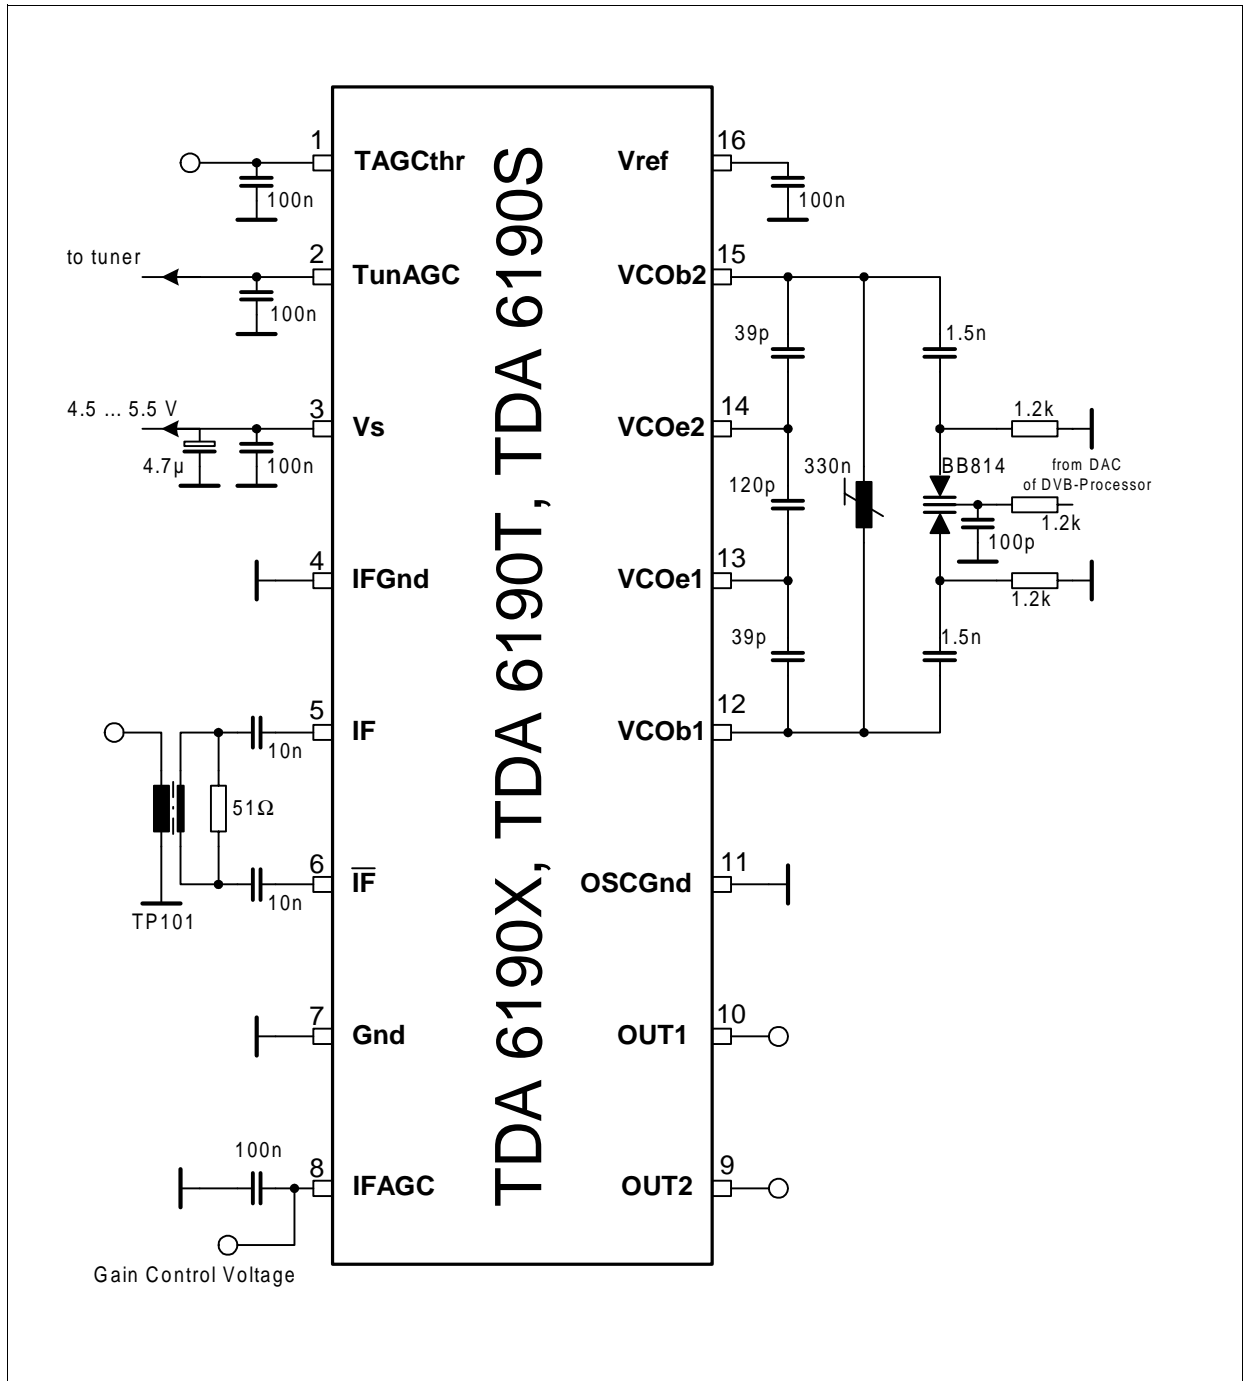 TDA 6190X, TDA 6190T, TDA 6190S
1
TAGCthr
100n
to tuner
2
TunAGC
100n
4.5 ... 5.5 V
3
Vs
4.7µ
100n
4
IFGnd
5
IF
10n
51Ω
6
IF
10n
TP101
7
Gnd
100n
8
IFAGC
Gain Control Voltage
16
Vref
100n
15
VCOb2
39p
1.5n
14
VCOe2
1.2k
330n
BB814
from DAC
of DVB-Processor
120p
1.2k
100p
13
VCOe1
1.2k
39p
1.5n
12
VCOb1
11
OSCGnd
10
OUT1
9
OUT2